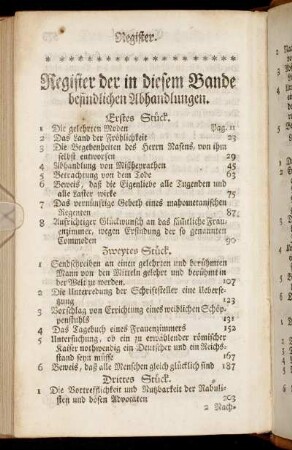 Register.
Register der in diesem Bande
befindlichen Abhandlungen.
Erstes Stück.
1 Die gelehrten Moden Pag. 11
2 Das Land der Fröhlichkeit 23
3 Die Begebenheiten des Herrn Nasens, von ihm
selbst entworfen 29
4 Abhandlung von Mißheyrathen 45
5 Betrachtung von dem Tode 63
6 Beweis, daß die Eigenliebe alle Tugenden und
alle Laster wirke 75
7 Das vernünftige Gebeth eines mahometanischen
Regenten 87
8 Aufrichtiger Glückwunsch an das sämtliche Frau-
enzimmer, wegen Erfindung der so genannten
Commoden 90
Zweytes Stück.
1 Sendschreiben an einen gelehrten und berühmten
Mann von den Mitteln gelehrt und berühmt in
der Welt zu werden. 107
2 Die Unterredung der Schriftsteller eine Ueberse-
tzung 123
3 Vorschlag von Errichtung eines weiblichen Schöp-
penstuhls 131
4 Das Tagebuch eines Frauenzimmers 152
5 Untersuchung, ob ein zu erwählender römischer
Kaiser nothwendig ein Deutscher und ein Reichs-
stand seyn müsse 167
6 Beweis, daß alle Menschen gleich glücklich sind 187
Drittes Stück.
1 Die Vortrefflichkeit und Nutzbarkeit der Rabuli-
sten und bösen Advocaten 203
2 Nach-